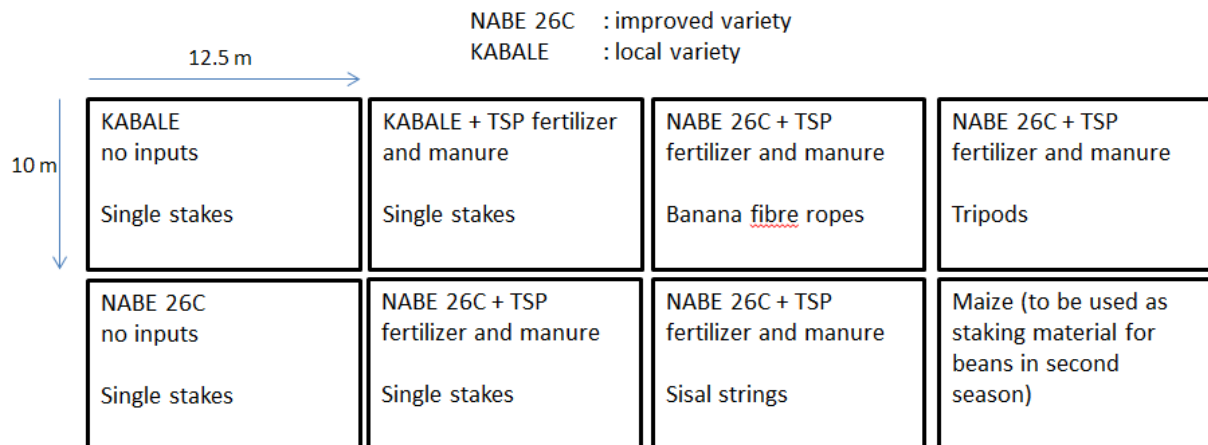 NABE 26C : improved variety
KABALE : local variety
12.5 m
10 m
KABALE
no inputs
Single stakes
KABALE + TSP fertilizer
and manure
Single stakes
NABE 26C + TSP
fertilizer and manure
Banana fibre ropes
NABE 26C + TSP
fertilizer and manure
Tripods
NABE 26C
no inputs
Single stakes
NABE 26C + TSP
fertilizer and manure
Single stakes
NABE 26C + TSP
fertilizer and manure
Sisal strings
Maize (to be used as
staking material for
beans in second
season)